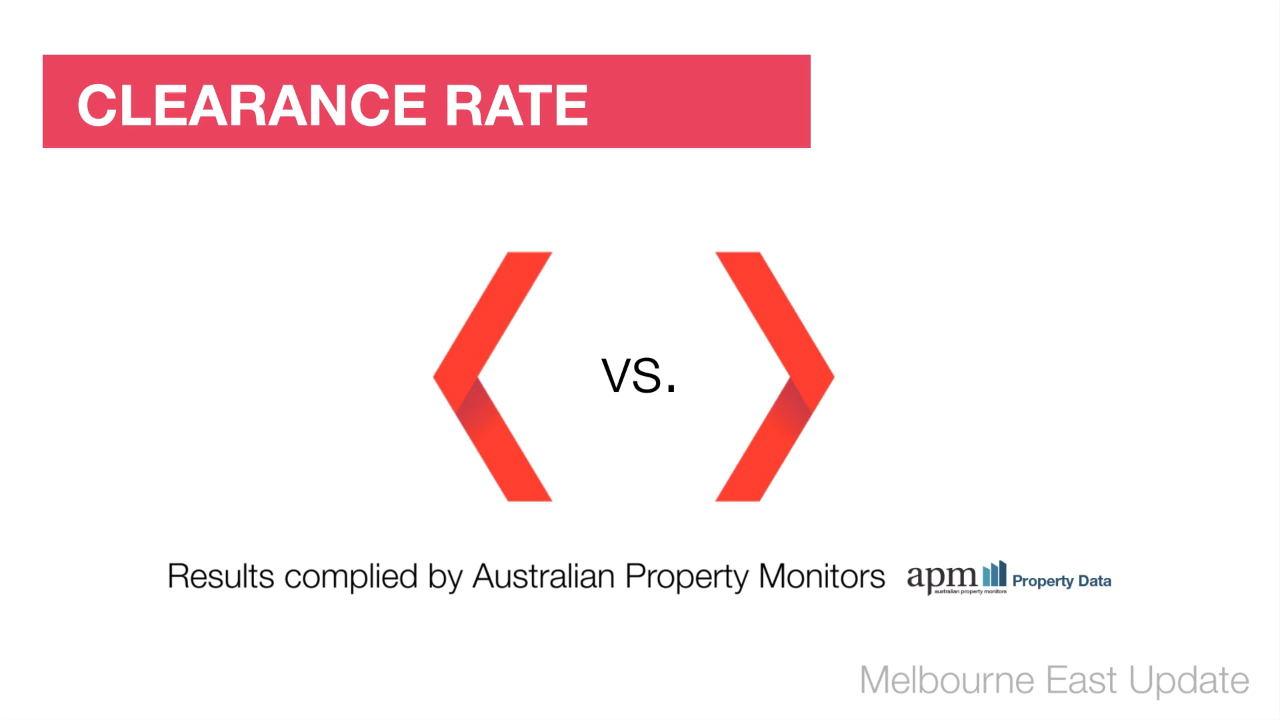 CLEARANCE RATE
vs.
Results complied by Australian Property Monitors apm Property Data
australian property monitors
Melbourne East Update